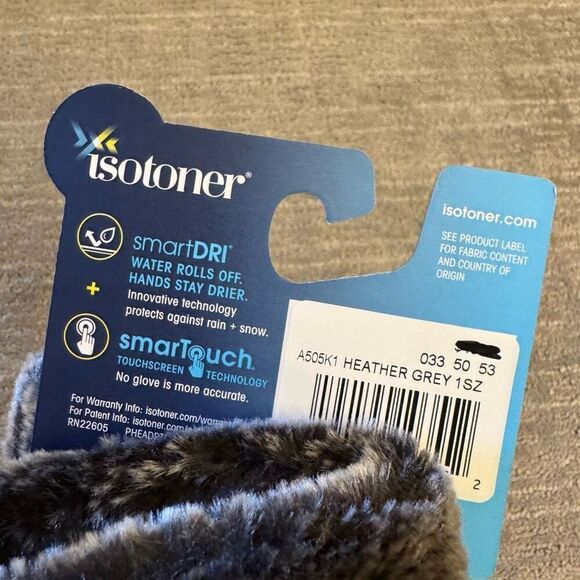 isotoner®
smartDRI®
WATER ROLLS OFF.
HANDS STAY DRIER.
+
Innovative technology
protects against rain + snow.
smarTouch®
TOUCHSCREEN TECHNOLOGY
No glove is more accurate.
For Warranty Info: isotoner.com/warranty
For Patent Info: isotoner.com/
RN22605
isotoner.com
SEE PRODUCT LABEL
FOR FABRIC CONTENT
AND COUNTRY OF
ORIGIN
033 50 53
A505K1 HEATHER GREY 1SZ
2